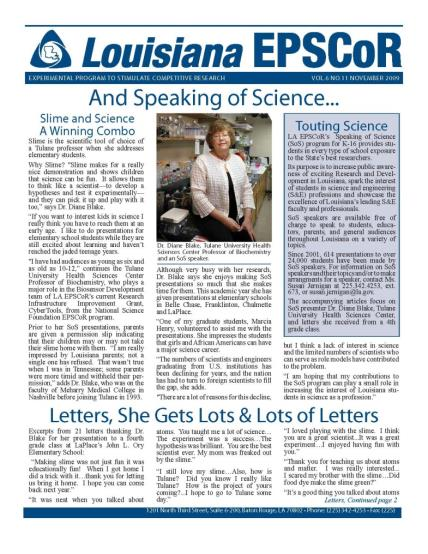 Louisiana EPSCoR
EXPERIMENTAL PROGRAM TO STIMULATE COMPETITIVE RESEARCH
VOL.6 NO.11 NOVEMBER 2009
And Speaking of Science...
Slime and Science
A Winning Combo
Slime is the scientific tool of choice of
a Tulane professor when she addresses
elementary students.
Why Slime? "Slime makes for a really
nice demonstration and shows children
that science can be fun. It allows them
to think like a scientist—to develop a
hypotheses and test it experimentally—
and they can pick it up and play with it
too," says Dr. Diane Blake.
"If you want to interest kids in science I
really think you have to reach them at an
early age. I like to do presentations for
elementary school students while they are
still excited about learning and haven't
reached the jaded teenage years.
"I have had audiences as young as six and
as old as 10-12," continues the Tulane
University Health Sciences Center
Professor of Biochemistry, who plays a
major role in the Biosensor Development
team of LA EPSCoR's current Research
Infrastructure Improvement Grant,
CyberTools, from the National Science
Foundation EPSCoR program.
Prior to her SoS presentations, parents
are given a permission slip indicating
that their children may or may not take
their slime home with them. "I am really
impressed by Louisiana parents; not a
single one has refused. That wasn't true
when I was in Tennessee; some parents
were more timid and withheld their per-
mission," adds Dr. Blake, who was on the
faculty of Meharry Medical College in
Nashville before joining Tulane in 1993.
Dr. Diane Blake, Tulane University Health
Sciences Center Professor of Biochemistry
and an SoS speaker.
Although very busy with her research,
Dr. Blake says she enjoys making SoS
presentations so much that she makes
time for them. This academic year she has
given presentations at elementary schools
in Belle Chase, Franklin, Chalmette
and LaPlace.
"One of my graduate students, Marcia
Henry, volunteered to assist me with the
presentations. She impresses the students
that girls and African Americans can have
a major science career.
"The numbers of scientists and engineers
graduating from U.S. institutions has
been declining for years, and the nation
has had to turn to foreign scientists to fill
the gap, she adds.
"There are a lot of reasons for this decline,
Touting Science
LA EPSCoR's Speaking of Science
(SoS) program for K-16 provides stu-
dents in every type of school exposure
to the State's best researchers.
Its purpose is to increase public aware-
ness of exciting Research and Devel-
opment in Louisiana, spark the interest
of students in science and engineering
(S&E) professions and showcase the
excellence of Louisiana's leading S&E
faculty and professionals.
SoS speakers are available free of
charge to speak to students, educa-
tors, parents, and general audiences
throughout Louisiana on a variety of
topics.
Since 2001, 614 presentations to over
24,000 students have been made by
SoS speakers. For information on SoS
speakers and their topics and/or to make
arrangements for a speaker, contact Ms.
Susan Jernigan at 225.342.4253, ext.
673, or susan.jernigan@la.gov.
The accompanying articles focus on
SoS presenter Dr. Diane Blake, Tulane
University Health Sciences Center,
and letters she received from a 4th
grade class.
but I think a lack of interest in science
and the limited numbers of scientists who
can serve as role models have contributed
to the problem.
"I am hoping that my contributions to
the SoS program can play a small role in
increasing the interest of Louisiana stu-
dents in science as a profession."
Letters, She Gets Lots & Lots of Letters
Excerpts from 21 letters thanking Dr.
Blake for her presentation to a fourth
grade class at LaPlace's John L. Ory
Elementary School:
"Making slime was not just fun it was
educationally fun! When I got home I
did a trick with it…thank you for letting
us bring it home. I hope you can come
back next year."
"It was neat when you talked about
atoms. You taught me a lot of science…
The experiment was a success…The
hypothesis was brilliant. You are the best
scientist ever. My mom was freaked out
by the slime."
"I still love my slime…Also, how is
Tulane? Did you know I really like
Tulane? How is the project of yours
coming?…I hope to go to Tulane some
day."
"I loved playing with the slime. I think
you are a great scientist…It was a great
experiment…I enjoyed having fun with
you."
"Thank you for teaching us about atoms
and matter. I was really interested...
I scared my brother with the slime…Did
food dye make the slime green?"
"It's a good thing you talked about atoms
Letters, Continued page 2
1201 North Third Street, Suite 6-200, Baton Rouge, LA 70802 • Phone: (225) 342-4253 • Fax: (225)